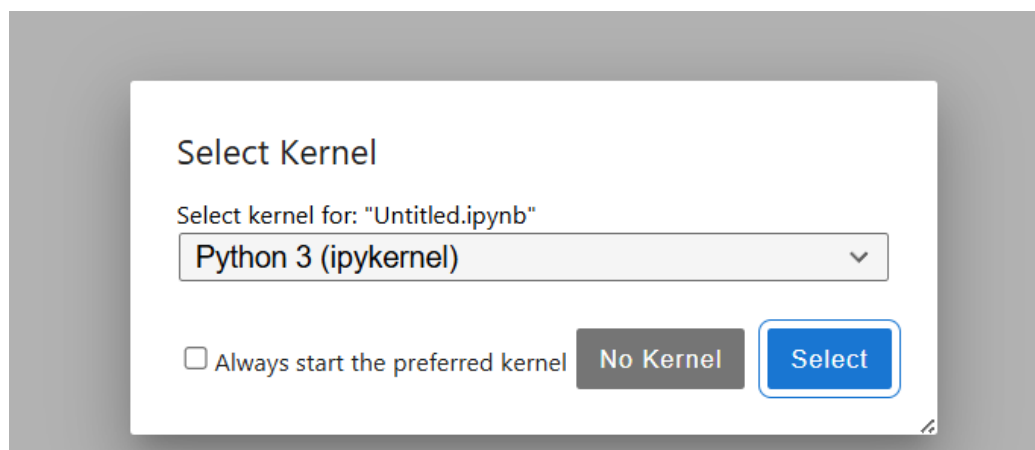 Select Kernel
Select kernel for: "Untitled.ipynb"
Python 3 (ipykernel)
Always start the preferred kernel No Kernel Select